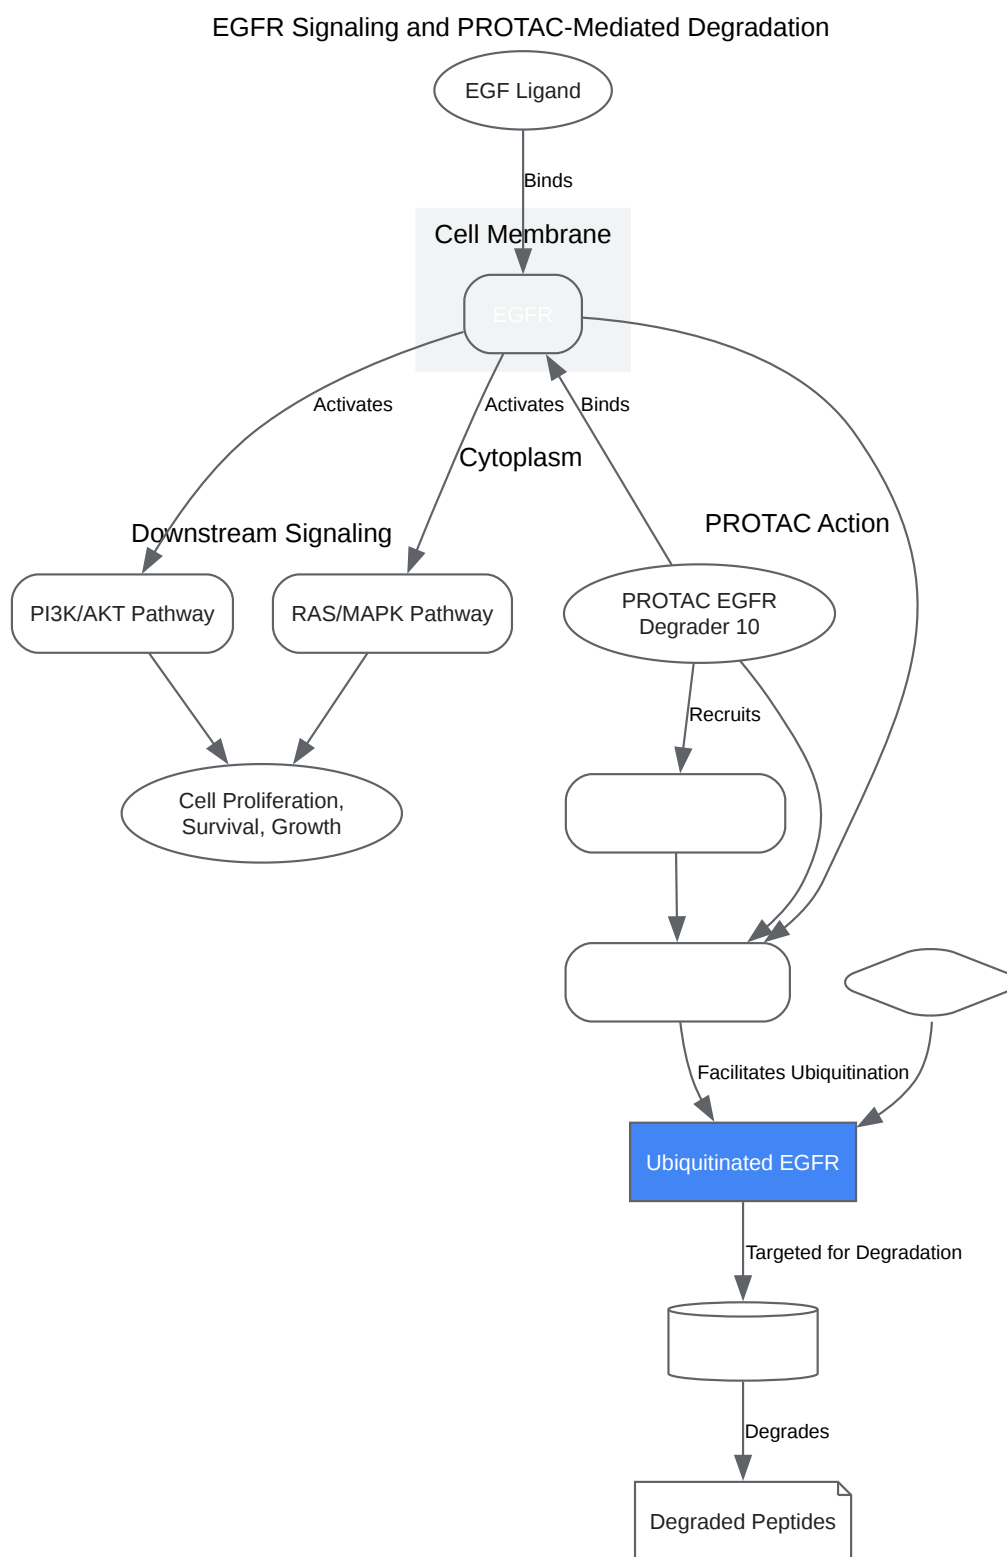 EGFR Signaling and PROTAC-Mediated Degradation
EGF Ligand
Binds
Cell Membrane
EGFR
Activates
Activates
Binds
Cytoplasm
PROTAC Action
Downstream Signaling
PI3K/AKT Pathway
RAS/MAPK Pathway
PROTAC EGFR
Degrader 10
Recruits
Cell Proliferation,
Survival, Growth
Facilitates Ubiquitination
Ubiquitinated EGFR
Targeted for Degradation
Degrades
Degraded Peptides